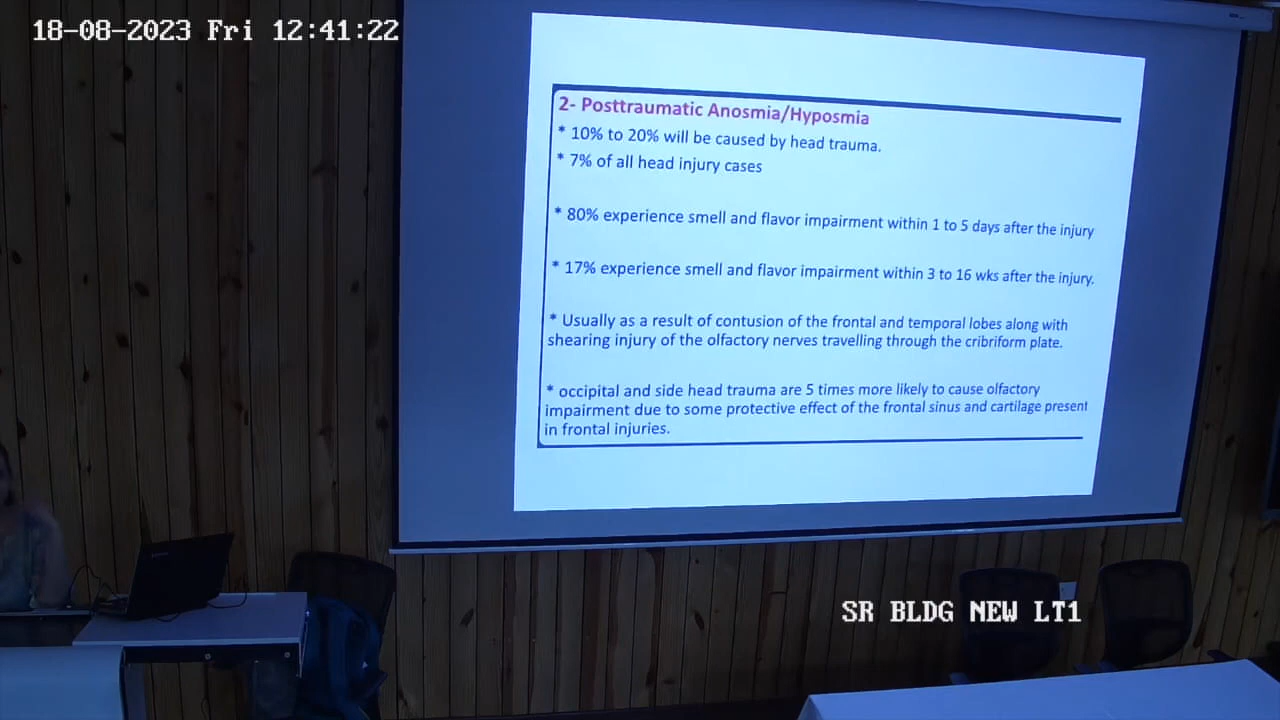 18-08-2023 Fri 12:41:22
2- Posttraumatic Anosmia/Hyposmia
* 10% to 20% will be caused by head trauma.
* 7% of all head injury cases
* 80% experience smell and flavor impairment within 1 to 5 days after the injury
* 17% experience smell and flavor impairment within 3 to 16 wks after the injury.
* Usually as a result of contusion of the frontal and temporal lobes along with
shearing injury of the olfactory nerves travelling through the cribriform plate.
* occipital and side head trauma are 5 times more likely to cause olfactory
impairment due to some protective effect of the frontal sinus and cartilage present
in frontal injuries.
SR BLDG NEW LT1